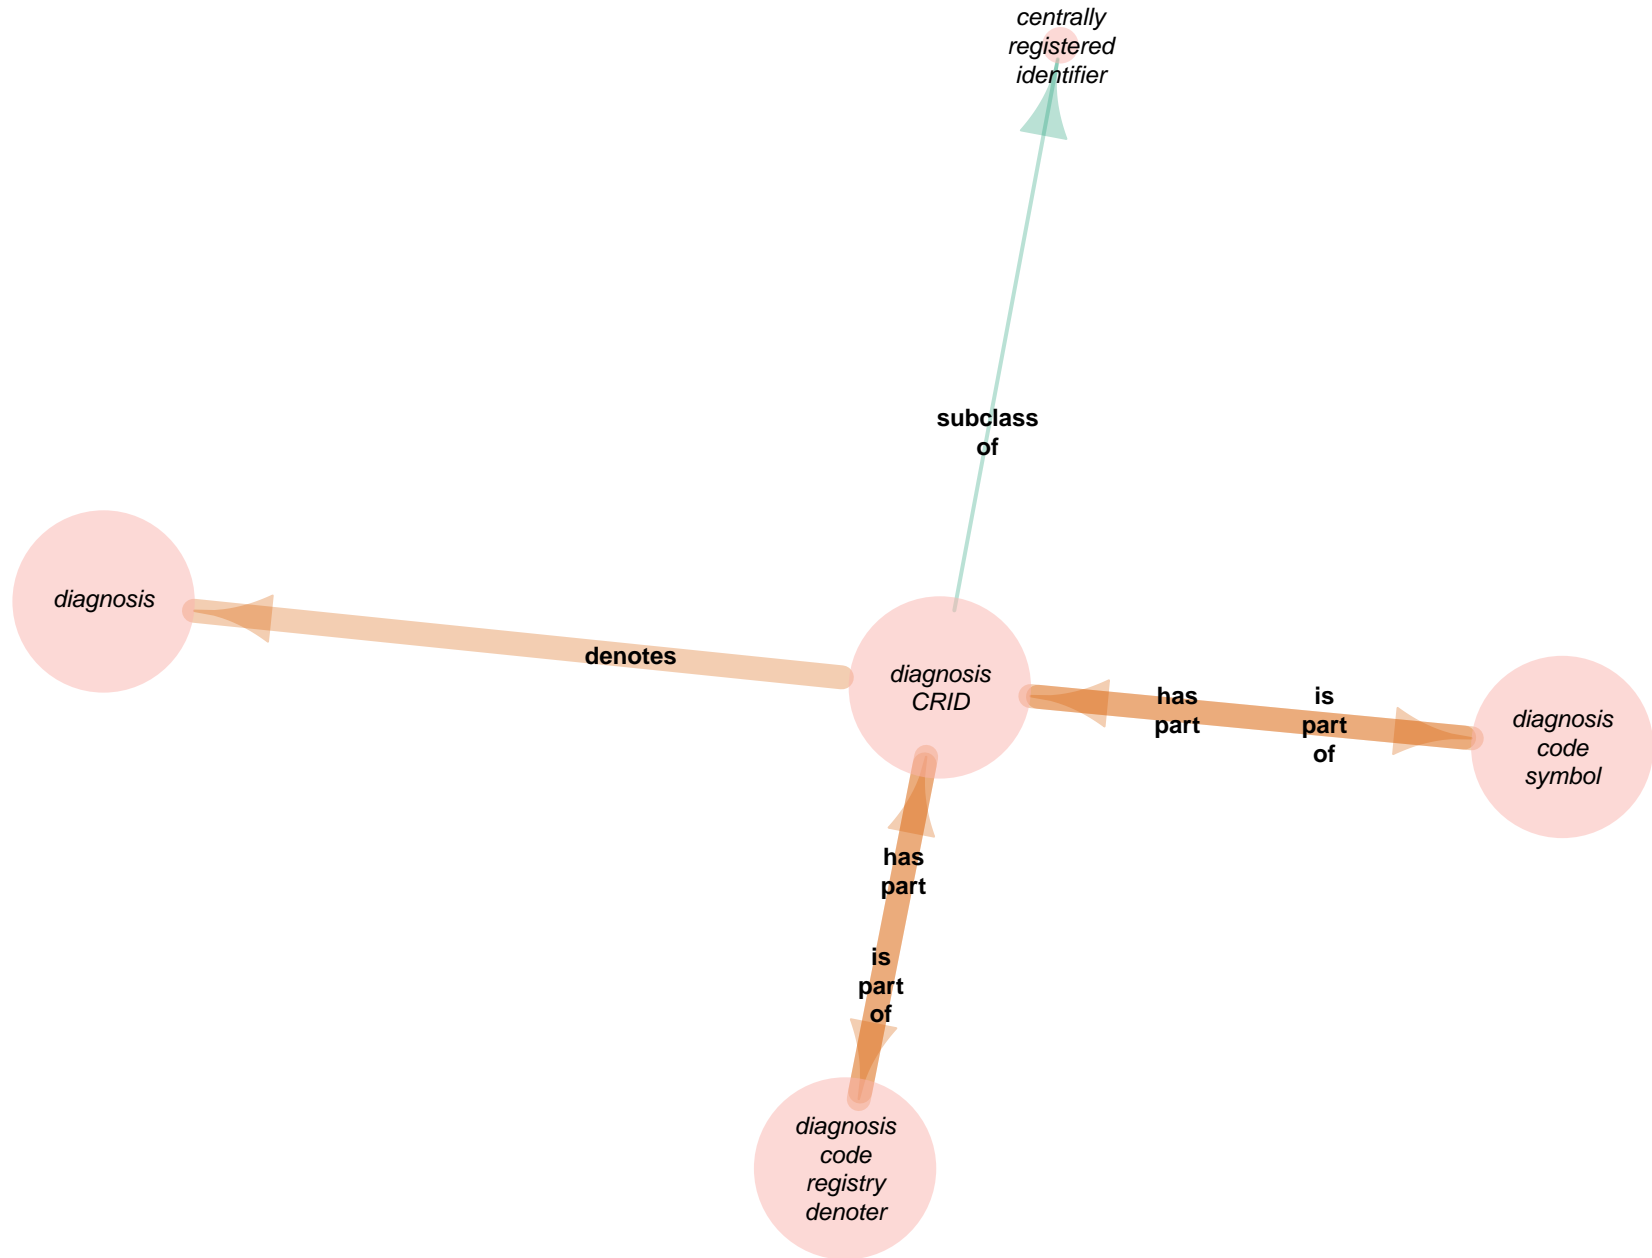 centrally
registered
identifier
subclass
of
diagnosis
denotes
diagnosis
CRID
has
part
is
part
of
diagnosis
code
symbol
has
part
is
part
of
diagnosis
code
registry
denoter